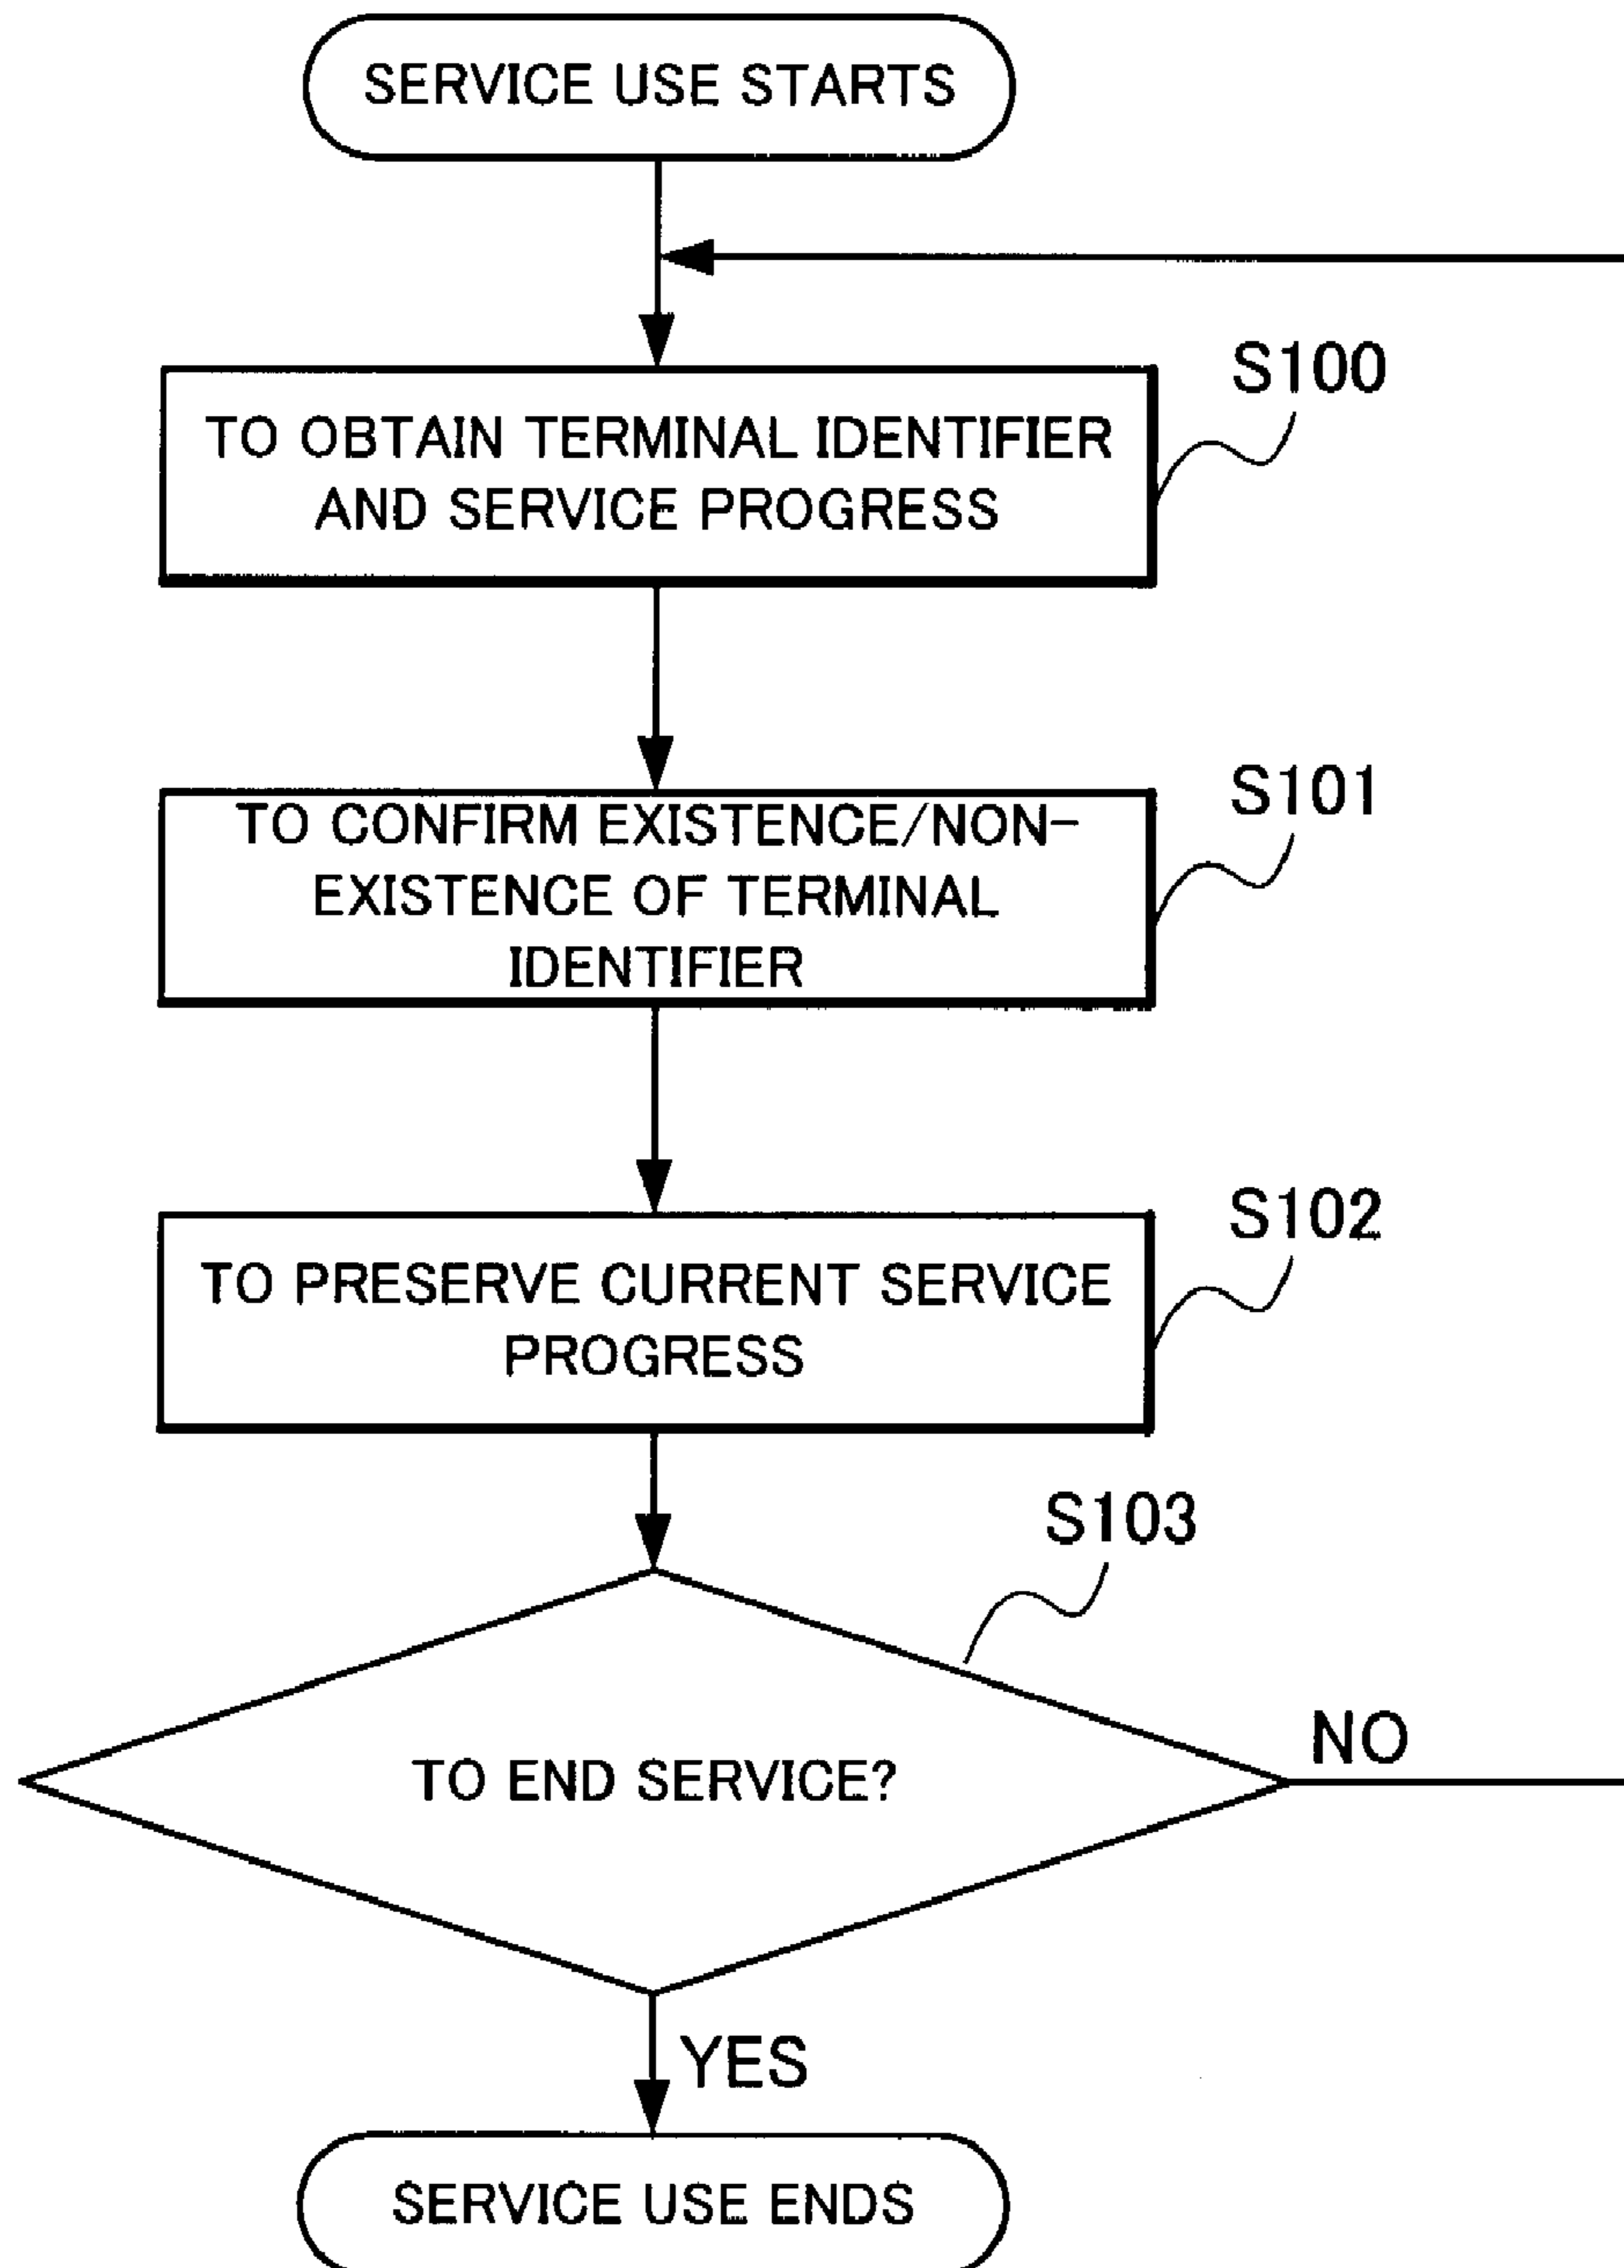 SERVICE USE STARTS
S100
TO OBTAIN TERMINAL IDENTIFIER
AND SERVICE PROGRESS
S101
TO CONFIRM EXISTENCE/NON-
EXISTENCE OF TERMINAL
IDENTIFIER
S102
TO PRESERVE CURRENT SERVICE
PROGRESS
S103
TO END SERVICE?
NO
YES
SERVICE USE ENDS